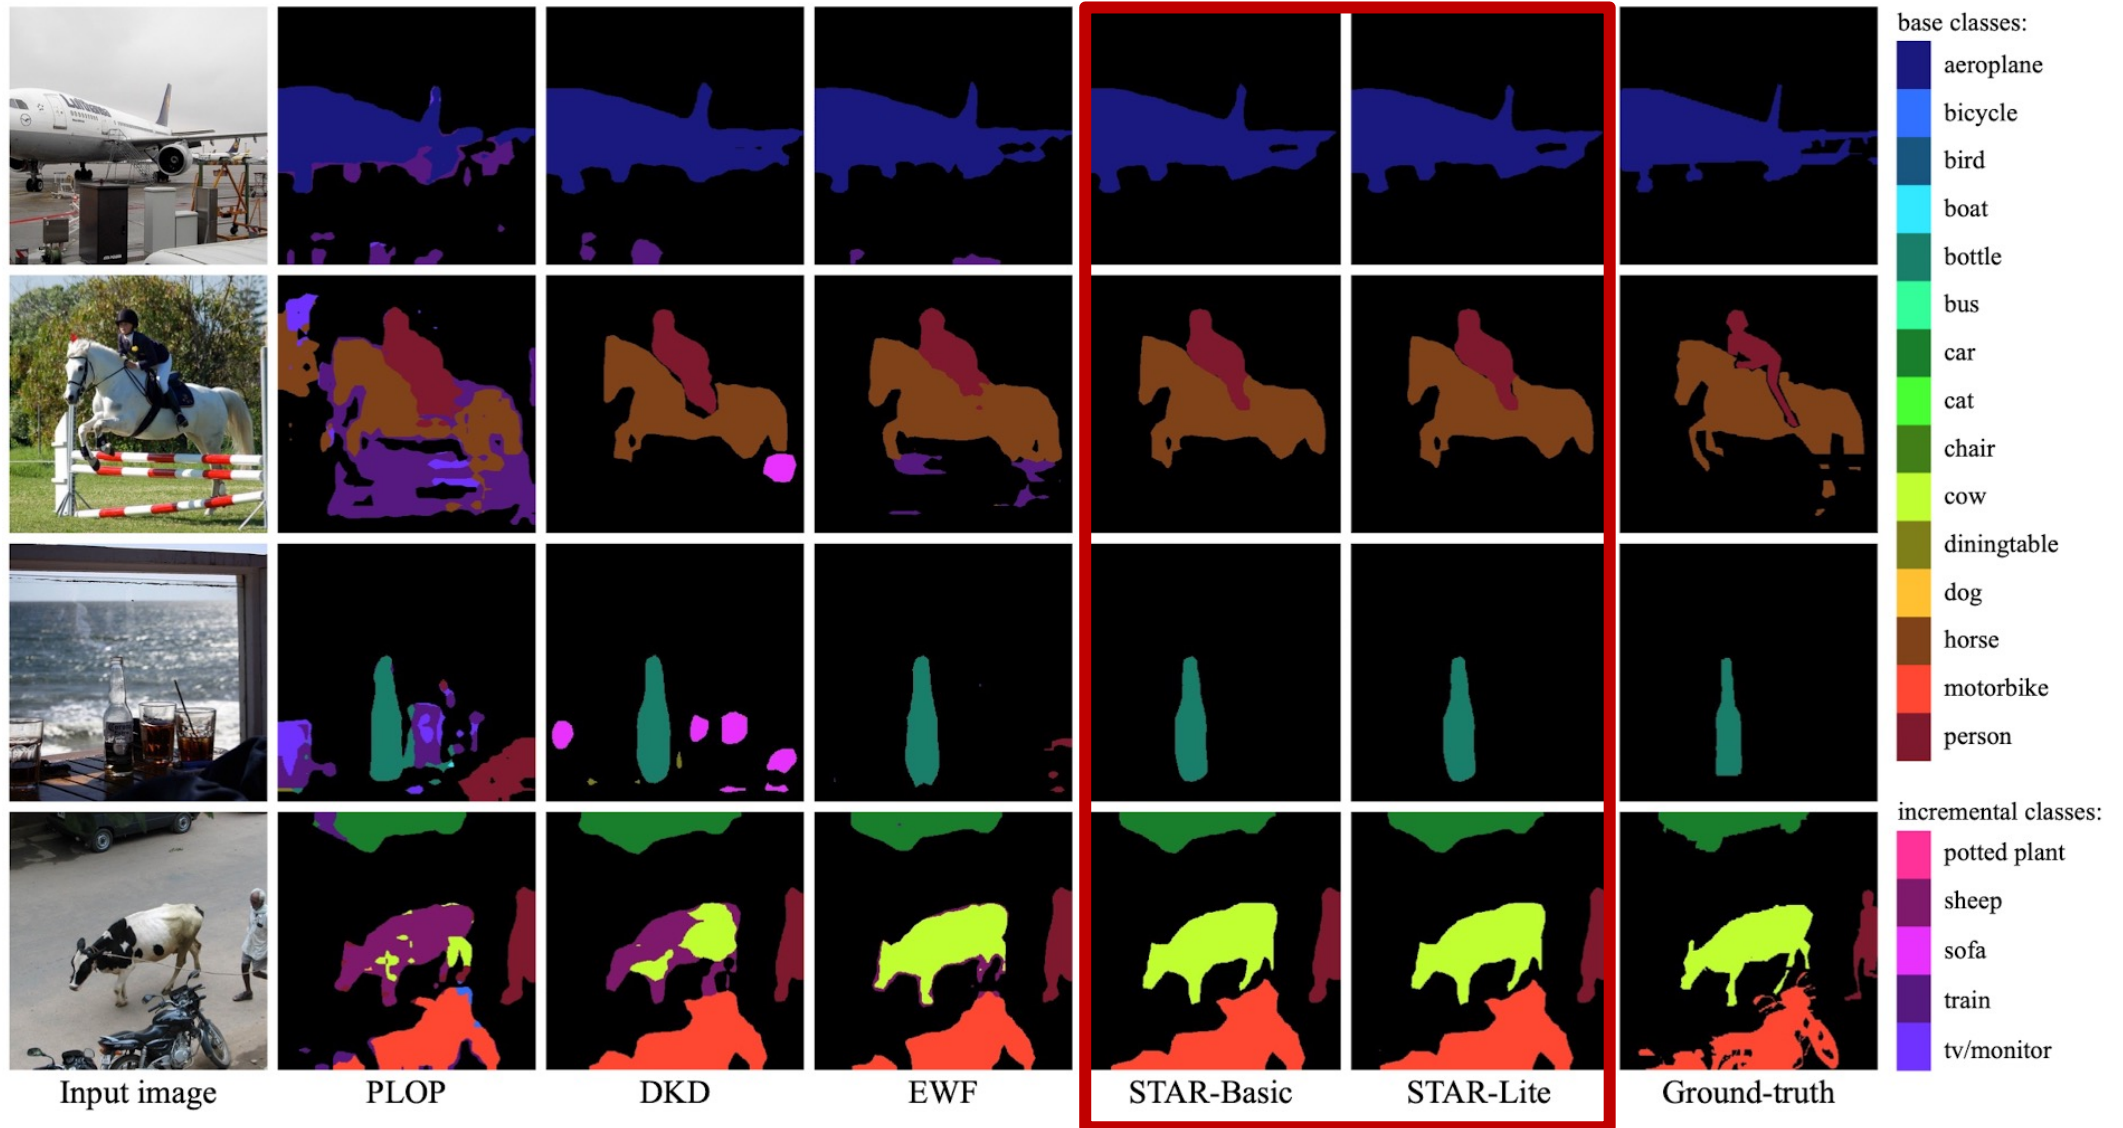 Lufthansa
base classes:
aeroplane
bicycle
bird
boat
bottle
bus
car
cat
chair
cow
diningtable
dog
horse
motorbike
person
incremental classes:
potted plant
sheep
sofa
train
tv/monitor
Input image
PLOP
DKD
EWF
STAR-Basic
STAR-Lite
Ground-truth